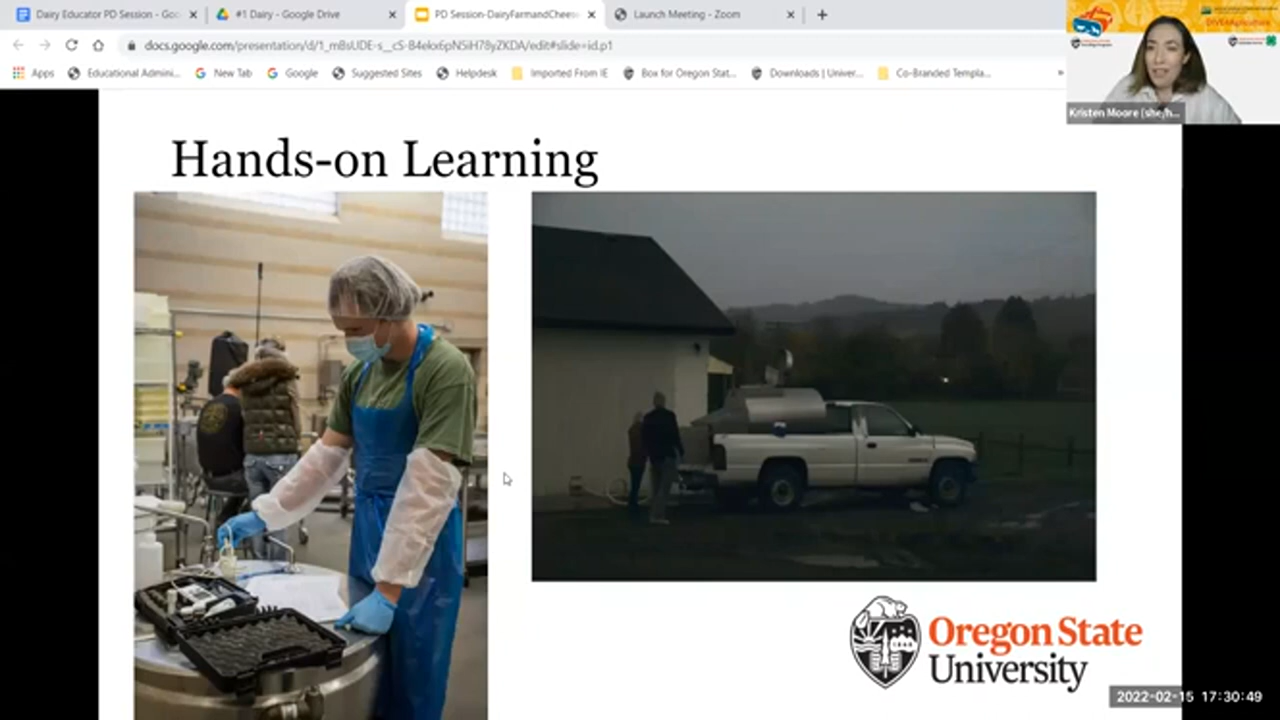 Dairy Educator PD Session - Goo
#1 Dairy - Google Drive
PD Session-DairyFarmandCheese
Launch Meeting - Zoom
docs.google.com/presentation/d/1_mBsUDE-s__cS-B4ekx6pNSiH78yZKDA/edit#slide=id.p1
Apps
Educational Admini...
New Tab
Google
Suggested Sites
Helpdesk
Imported From IE
Box for Oregon Stat...
Downloads | Univer...
Co-Branded Templa...
»
Kristen Moore (she/h...
Hands-on Learning
Oregon State
University
2022-02-15 17:30:49